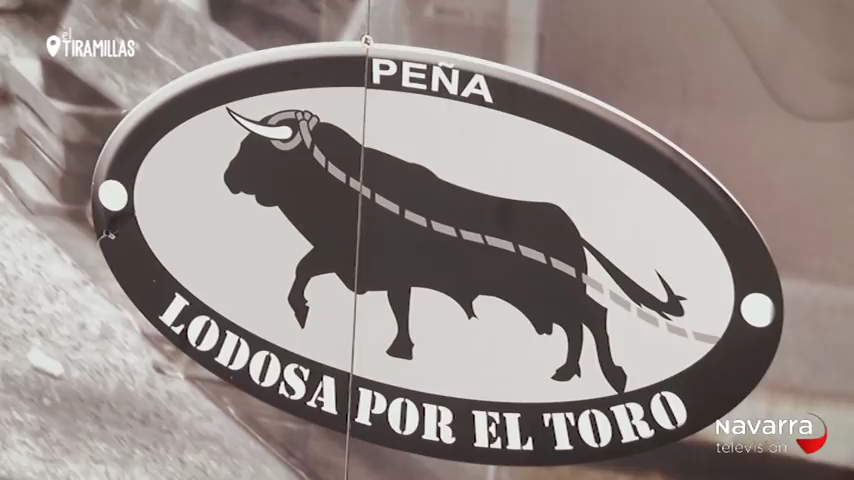 el
TIRAMILLAS
PEÑA
LODOSA POR EL TORO
Navarra
televisión